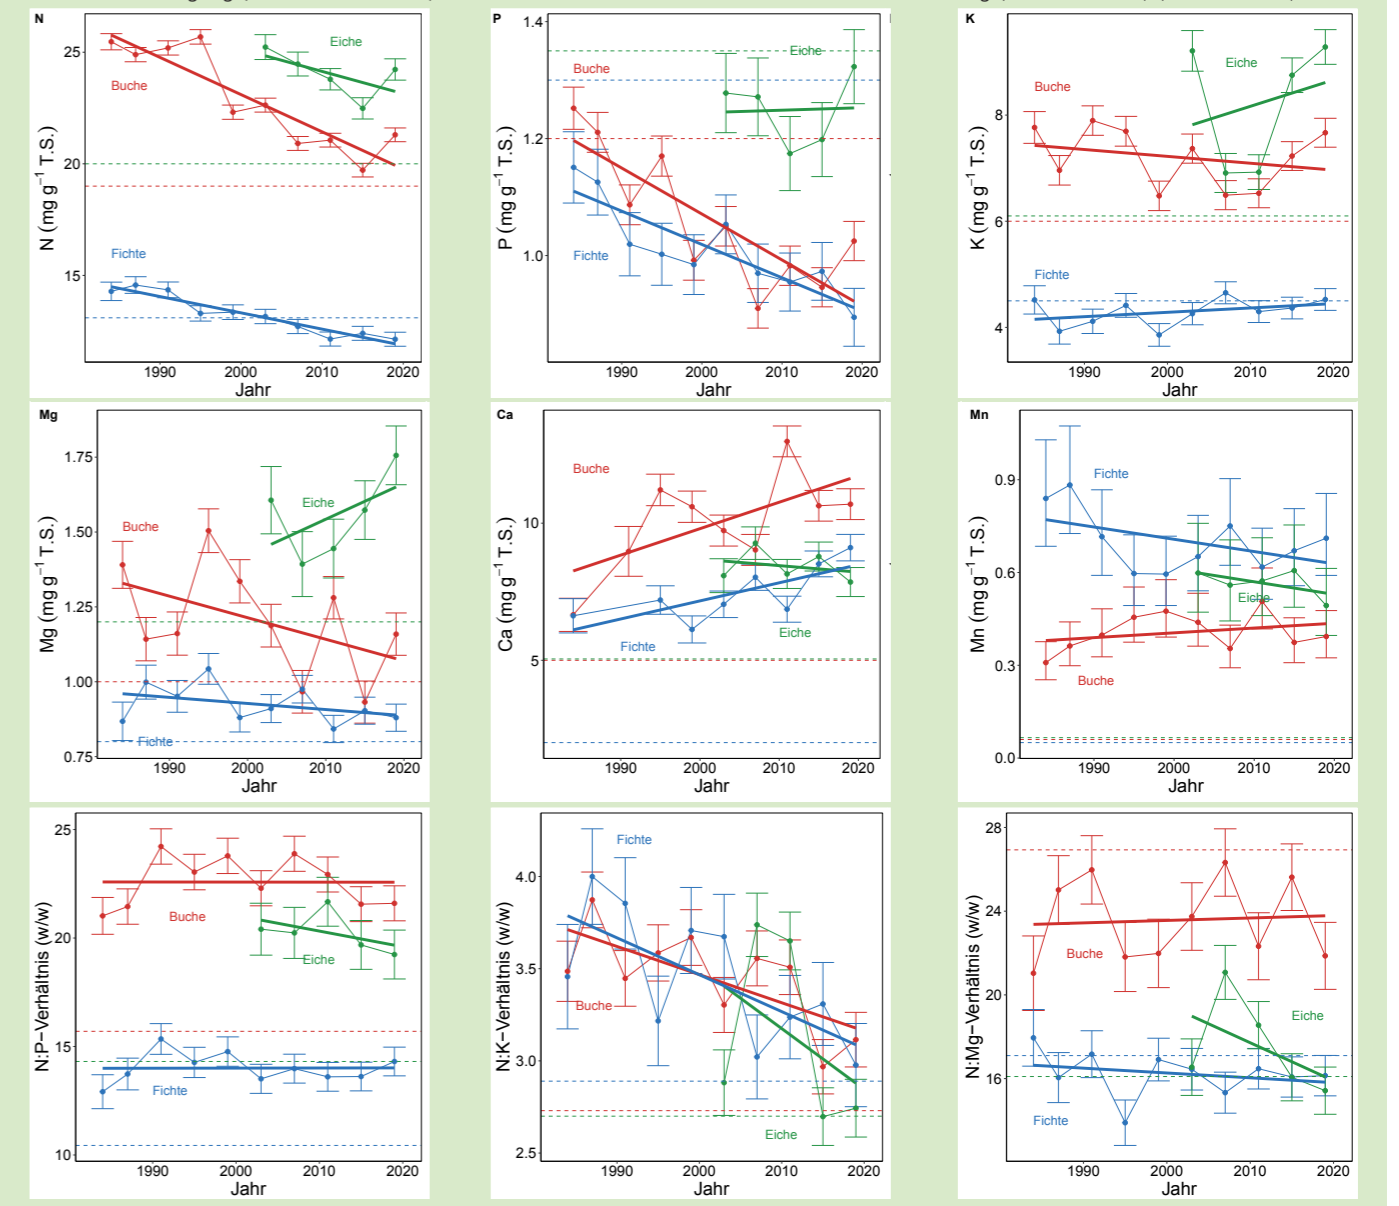 N
N (mg g⁻¹ T.S.)
25
20
15
Eiche
Buche
Fichte
1990 2000 2010 2020
Jahr
P
P (mg g⁻¹ T.S.)
1.4
1.2
1.0
Eiche
Buche
Fichte
1990 2000 2010 2020
Jahr
K
K (mg g⁻¹ T.S.)
8
6
4
Eiche
Buche
Fichte
1990 2000 2010 2020
Jahr
Mg
Mg (mg g⁻¹ T.S.)
1.75
1.50
1.25
1.00
0.75
Eiche
Buche
Fichte
1990 2000 2010 2020
Jahr
Ca
Ca (mg g⁻¹ T.S.)
10
5
Buche
Fichte
Eiche
1990 2000 2010 2020
Jahr
Mn
Mn (mg g⁻¹ T.S.)
0.9
0.6
0.3
0.0
Fichte
Eiche
Buche
1990 2000 2010 2020
Jahr
N:P−Verhältnis (w/w)
25
20
15
10
Buche
Eiche
Fichte
1990 2000 2010 2020
Jahr
N:K−Verhältnis (w/w)
4.0
3.5
3.0
2.5
Fichte
Buche
Eiche
1990 2000 2010 2020
Jahr
N:Mg−Verhältnis (w/w)
28
24
20
16
Buche
Eiche
Fichte
1990 2000 2010 2020
Jahr